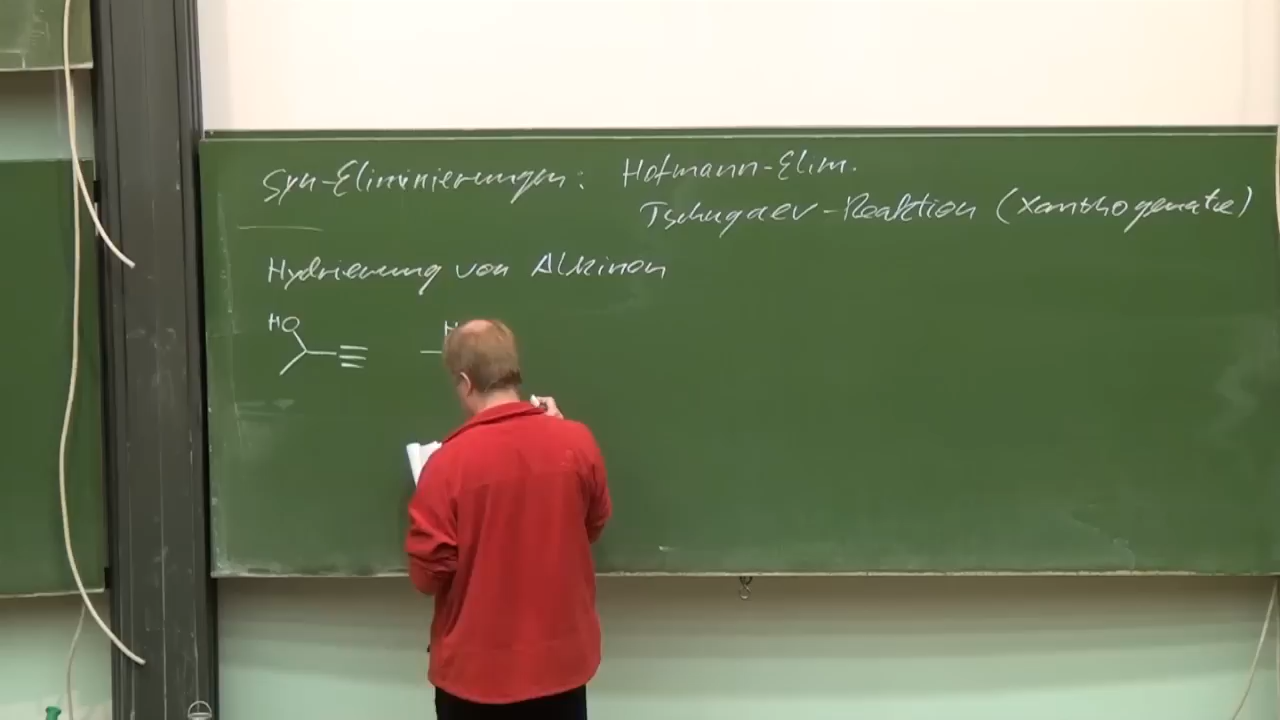 Syn-Eliminierungen: Hofmann-Elim.
Tschugaev-Reaktion (Xanthogenate)
Hydrierung von Alkinen
HO
H